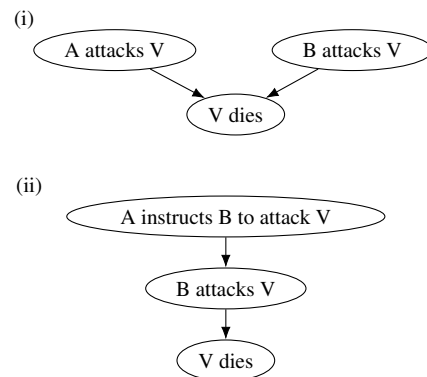 (i)
A attacks V
B attacks V
V dies
(ii)
A instructs B to attack V
B attacks V
V dies